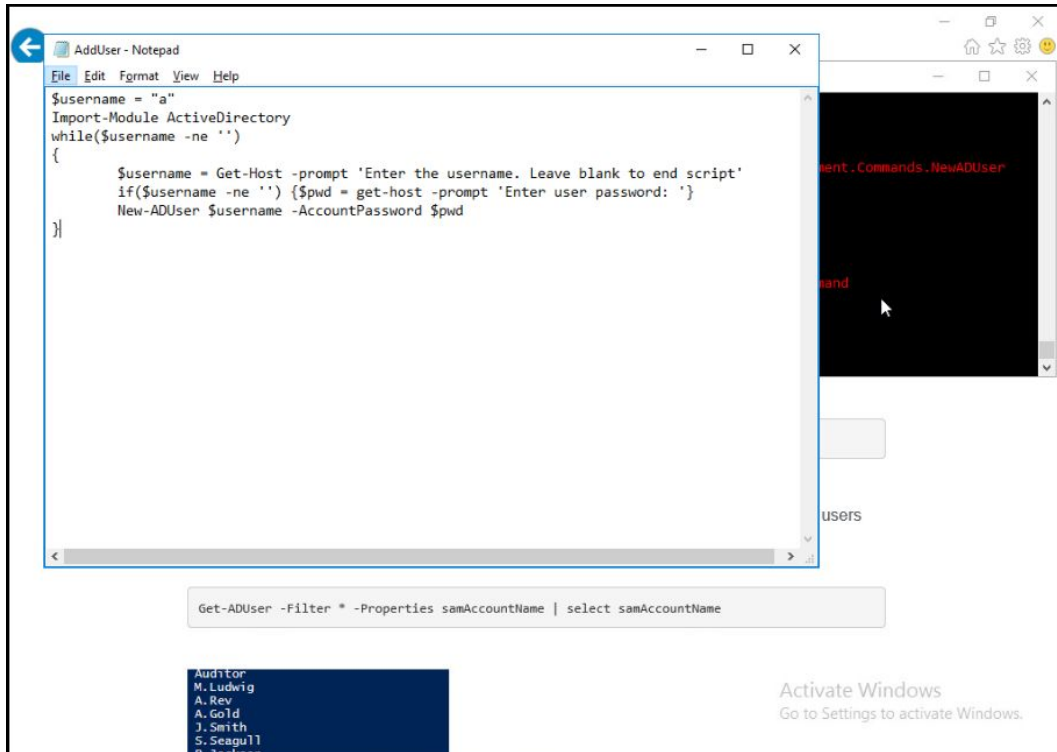 AddUser - Notepad
File Edit Format View Help
$username = "a"
Import-Module ActiveDirectory
while($username -ne '')
{
$username = Get-Host -prompt 'Enter the username. Leave blank to end script'
if($username -ne '') {$pwd = get-host -prompt 'Enter user password: '}
New-ADUser $username -AccountPassword $pwd
}
ment.Commands.NewADUser
mand
users
Get-ADUser -Filter * -Properties samAccountName | select samAccountName
Auditor
M.Ludwig
A.Rev
A.Gold
J.Smith
S.Seagull
Activate Windows
Go to Settings to activate Windows.